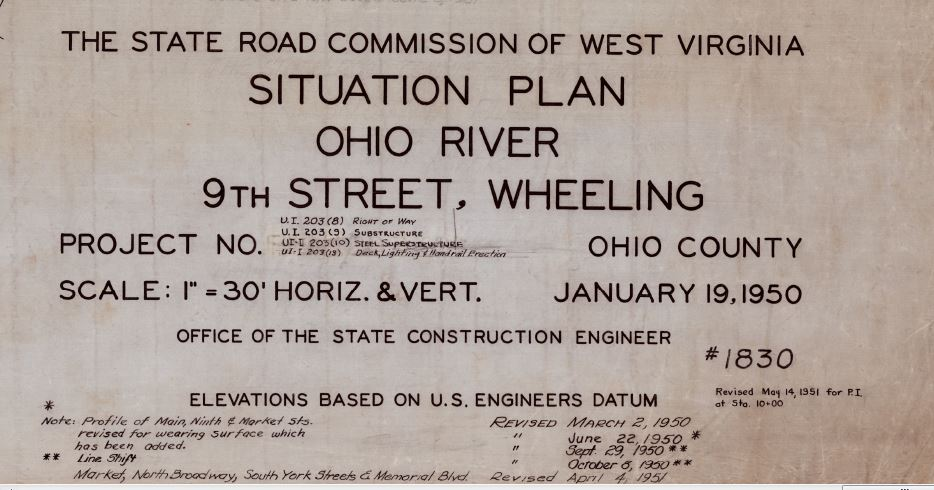 THE STATE ROAD COMMISSION OF WEST VIRGINIA
SITUATION PLAN
OHIO RIVER
9TH STREET, WHEELING
U.I. 203(8) RIGHT OF WAY
U.I. 203(9) SUBSTRUCTURE
UI-I 203(10) STEEL SUPERSTRUCTURE
UI-I 203(13) Deck, Lighting & Handrail Erection
PROJECT NO. OHIO COUNTY
SCALE: 1" = 30' HORIZ. & VERT. JANUARY 19, 1950
OFFICE OF THE STATE CONSTRUCTION ENGINEER
#1830
Revised May 14, 1951 for P.I.
at Sta. 10+00
ELEVATIONS BASED ON U.S. ENGINEERS DATUM
*
Note: Profile of Main, Ninth & Market Sts.
revised for wearing surface which
has been added.
** Line Shift
REVISED MARCH 2, 1950
" June 22, 1950 *
" Sept. 29, 1950 **
" October 6, 1950 **
Market, North Broadway, South York Streets & Memorial Blvd. Revised April 4, 1951